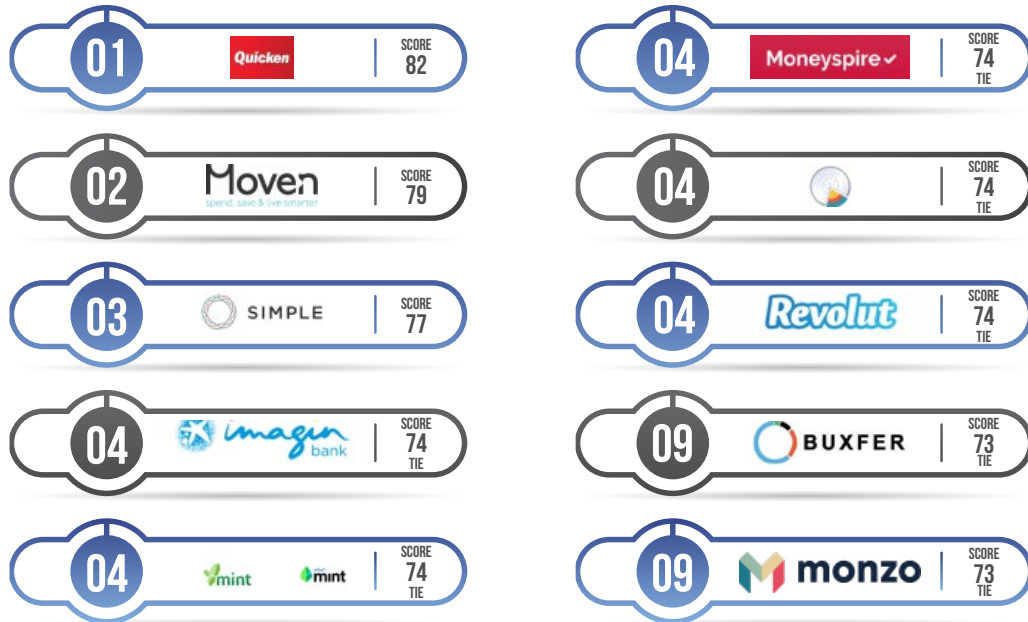 01
Quicken
SCORE
82
02
Moven
spend, save & live smarter
SCORE
79
03
SIMPLE
SCORE
77
04
imagin
bank
SCORE
74
TIE
04
mint
mint
SCORE
74
TIE
04
Moneyspire
SCORE
74
TIE
04
SCORE
74
TIE
04
Revolut
SCORE
74
TIE
09
BUXFER
SCORE
73
TIE
09
monzo
SCORE
73
TIE